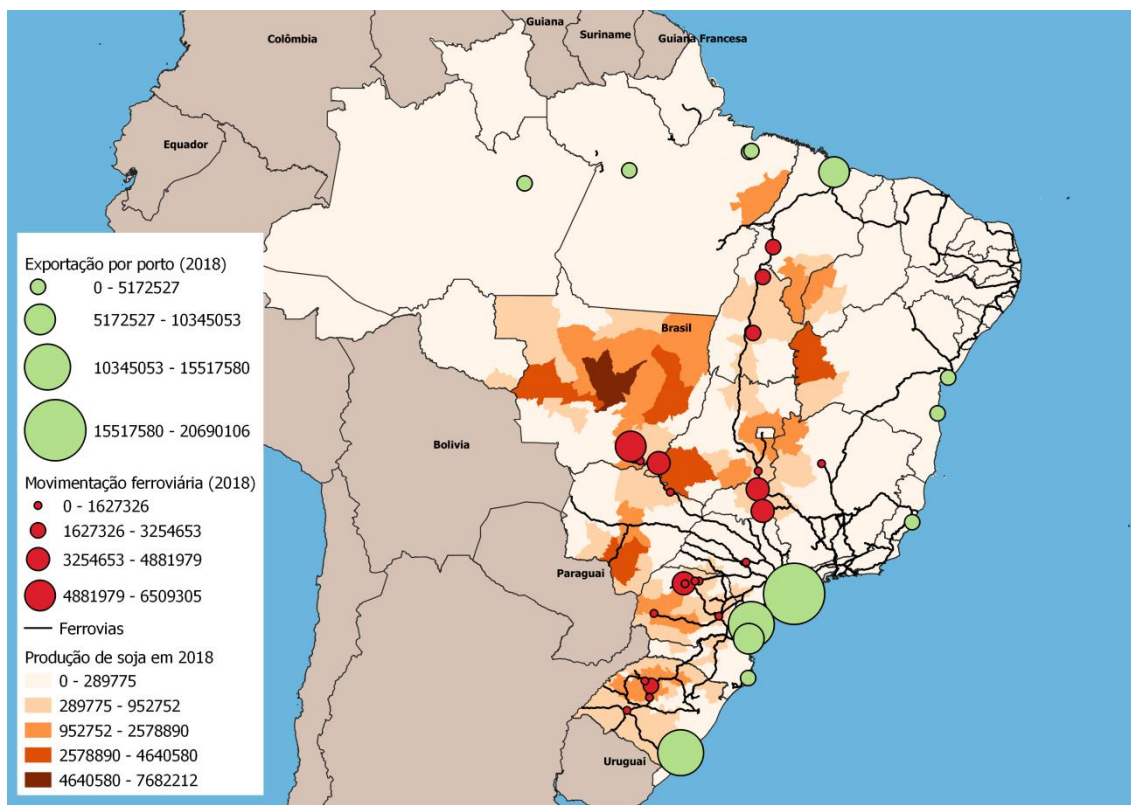 Guiana
Colômbia
Suriname
Guiana Francesa
Equador
Brasil
Bolivia
Paraguai
Uruguai
Exportação por porto (2018)
0 - 5172527
5172527 - 10345053
10345053 - 15517580
15517580 - 20690106
Movimentação ferroviária (2018)
0 - 1627326
1627326 - 3254653
3254653 - 4881979
4881979 - 6509305
Ferrovias
Produção de soja em 2018
0 - 289775
289775 - 952752
952752 - 2578890
2578890 - 4640580
4640580 - 7682212